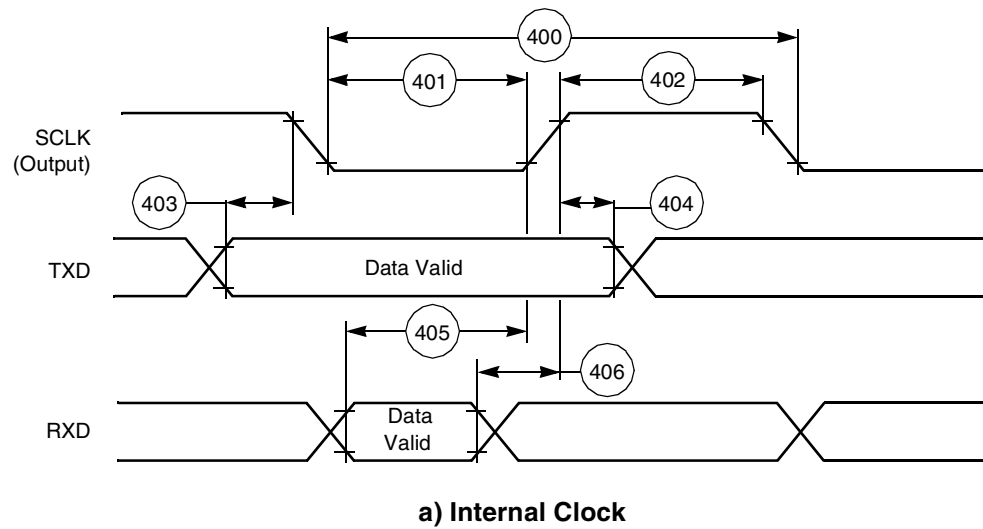 400
401
402
SCLK
(Output)
403
404
TXD
Data Valid
405
406
RXD
Data
Valid
a) Internal Clock